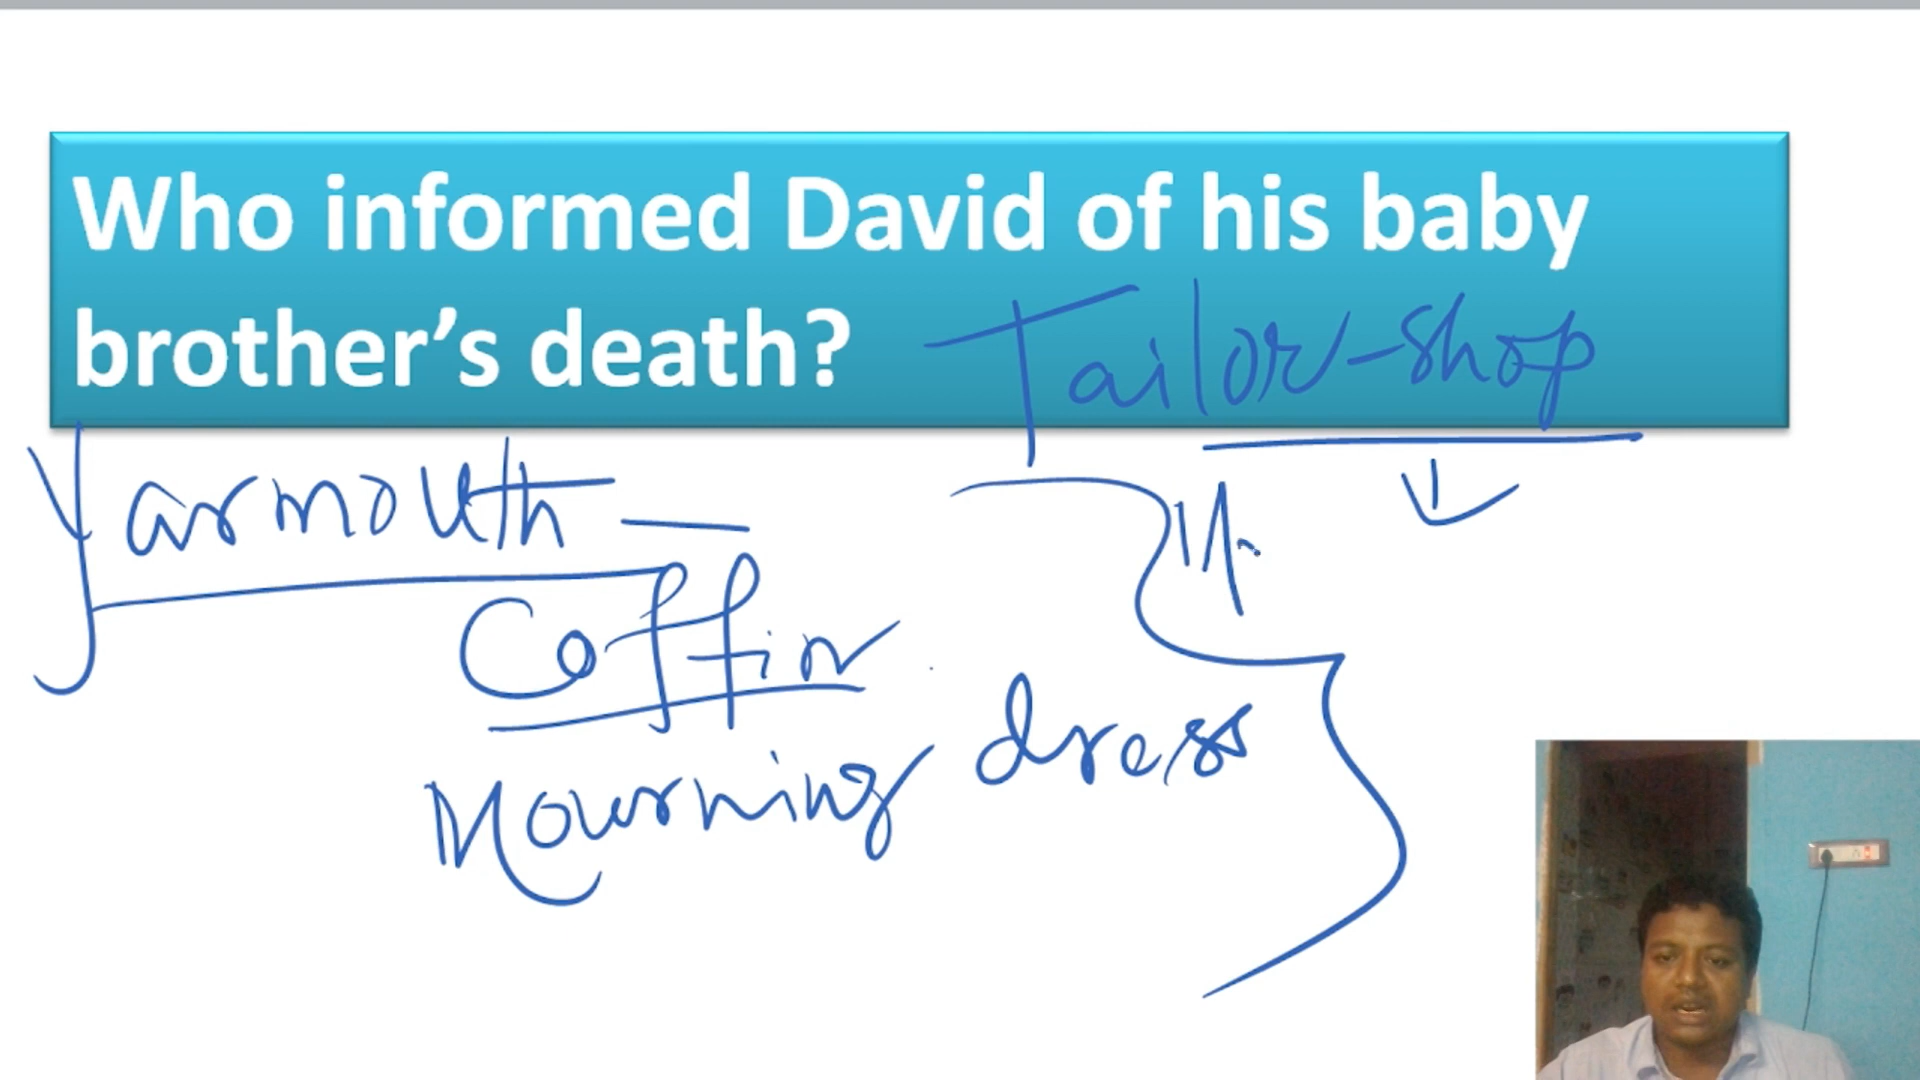 Who informed David of his baby
brother's death?
Tailor-shop
Yarmouth -
Coffin
Mourning dress